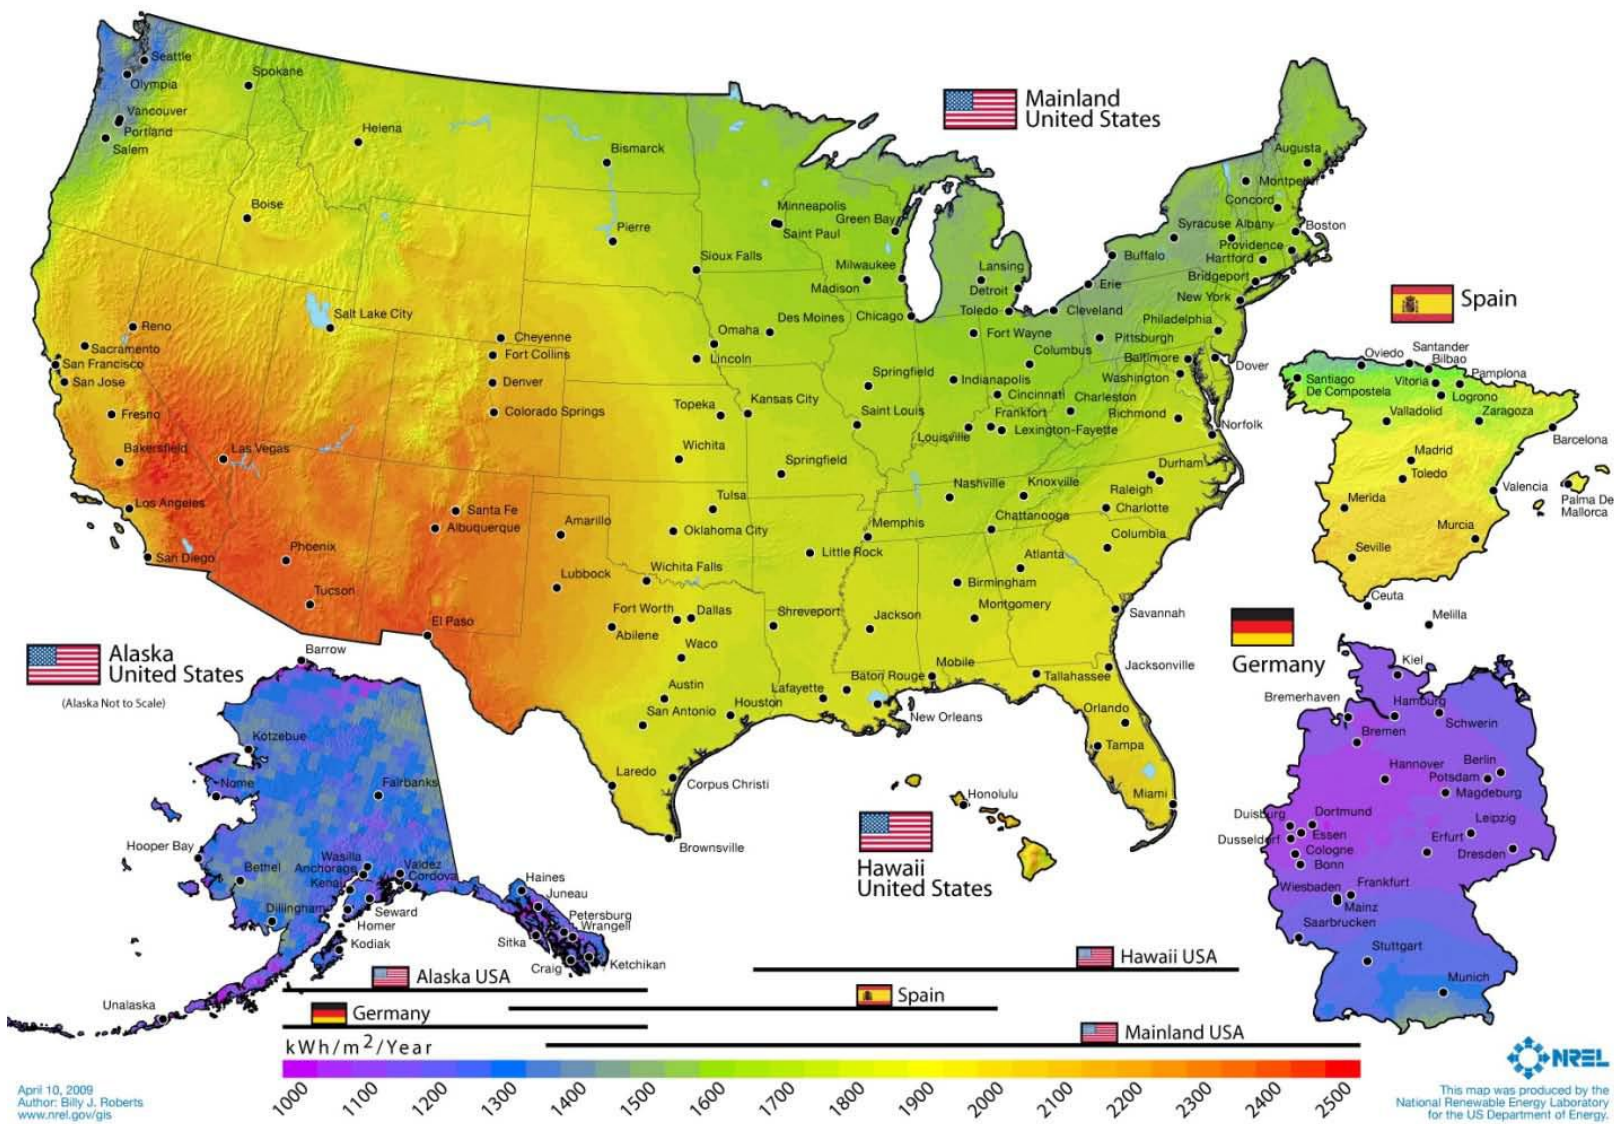 Mainland
United States
Seattle
Olympia
Spokane
Vancouver
Portland
Salem
Helena
Bismarck
Boise
Pierre
Minneapolis
Saint Paul
Green Bay
Sioux Falls
Milwaukee
Madison
Lansing
Detroit
Augusta
Montpelier
Concord
Syracuse
Albany
Boston
Providence
Hartford
Buffalo
Bridgeport
Erie
New York
Reno
Salt Lake City
Sacramento
San Francisco
San Jose
Fresno
Bakersfield
Las Vegas
Los Angeles
San Diego
Phoenix
Tucson
Cheyenne
Fort Collins
Denver
Colorado Springs
Santa Fe
Albuquerque
El Paso
Omaha
Lincoln
Des Moines
Chicago
Toledo
Cleveland
Philadelphia
Fort Wayne
Pittsburgh
Columbus
Baltimore
Dover
Washington
Springfield
Indianapolis
Cincinnati
Charleston
Topeka
Kansas City
Saint Louis
Frankfort
Richmond
Louisville
Lexington-Fayette
Norfolk
Wichita
Springfield
Durham
Nashville
Knoxville
Raleigh
Tulsa
Charlotte
Amarillo
Oklahoma City
Memphis
Chattanooga
Columbia
Little Rock
Atlanta
Lubbock
Wichita Falls
Birmingham
Fort Worth
Dallas
Shreveport
Jackson
Montgomery
Savannah
Abilene
Waco
Mobile
Jacksonville
Austin
Lafayette
Baton Rouge
Tallahassee
San Antonio
Houston
New Orleans
Orlando
Tampa
Laredo
Corpus Christi
Miami
Brownsville
Spain
Oviedo
Santander
Bilbao
Santiago
De Compostela
Vitoria
Pamplona
Logrono
Valladolid
Zaragoza
Barcelona
Madrid
Toledo
Merida
Valencia
Palma De
Mallorca
Murcia
Seville
Ceuta
Melilla
Germany
Kiel
Bremerhaven
Hamburg
Schwerin
Bremen
Hannover
Berlin
Potsdam
Magdeburg
Duisburg
Dortmund
Leipzig
Dusseldorf
Essen
Erfurt
Cologne
Dresden
Bonn
Wiesbaden
Frankfurt
Mainz
Saarbrucken
Stuttgart
Munich
Alaska
United States
(Alaska Not to Scale)
Barrow
Kotzebue
Nome
Fairbanks
Hooper Bay
Bethel
Wasilla
Anchorage
Valdez
Kenai
Cordova
Dillingham
Seward
Homer
Kodiak
Unalaska
Haines
Juneau
Petersburg
Wrangell
Sitka
Craig
Ketchikan
Honolulu
Hawaii
United States
Hawaii USA
Alaska USA
Spain
Germany
Mainland USA
kWh/m2/Year
1000 1100 1200 1300 1400 1500 1600 1700 1800 1900 2000 2100 2200 2300 2400 2500
April 10, 2009
Author: Billy J. Roberts
www.nrel.gov/gis
NREL
This map was produced by the
National Renewable Energy Laboratory
for the US Department of Energy.